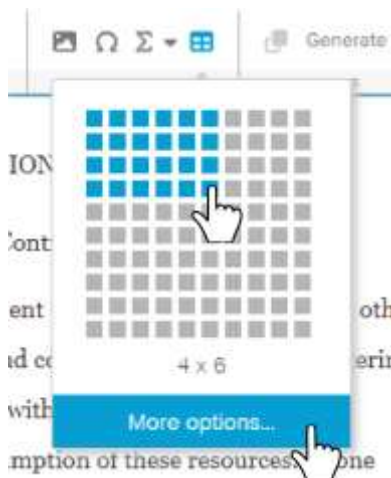 Ω Σ Generate
ION
Cont
ent oth
d co erin
4 x 6
with
More options...
mption of these resources one